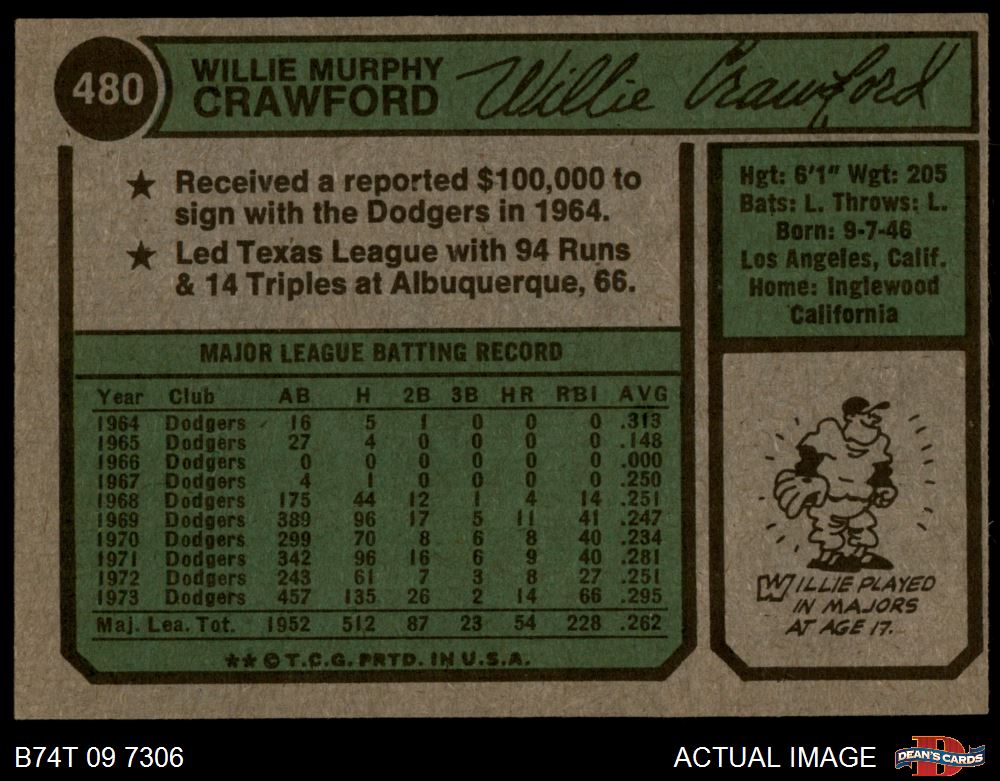 480
WILLIE MURPHY
CRAWFORD
Willie Crawford
★ Received a reported $100,000 to
sign with the Dodgers in 1964.
★ Led Texas League with 94 Runs
& 14 Triples at Albuquerque, 66.
Hgt: 6'1" Wgt: 205
Bats: L. Throws: L.
Born: 9-7-46
Los Angeles, Calif.
Home: Inglewood
California
MAJOR LEAGUE BATTING RECORD
Year Club AB H 2B 3B HR RBI AVG
1964 Dodgers 16 5 1 0 0 0 .313
1965 Dodgers 27 4 0 0 0 0 .148
1966 Dodgers 0 0 0 0 0 0 .000
1967 Dodgers 4 1 0 0 0 0 .250
1968 Dodgers 175 44 12 1 4 14 .251
1969 Dodgers 389 96 17 5 11 41 .247
1970 Dodgers 299 70 8 6 8 40 .234
1971 Dodgers 342 96 16 6 9 40 .281
1972 Dodgers 243 61 7 3 8 27 .251
1973 Dodgers 457 135 26 2 14 66 .295
Maj. Lea. Tot. 1952 512 87 23 54 228 .262
★★ © T.C.G. PRTD. IN U.S.A.
WILLIE PLAYED
IN MAJORS
AT AGE 17.
B74T 09 7306
ACTUAL IMAGE
D
DEAN'S CARDS